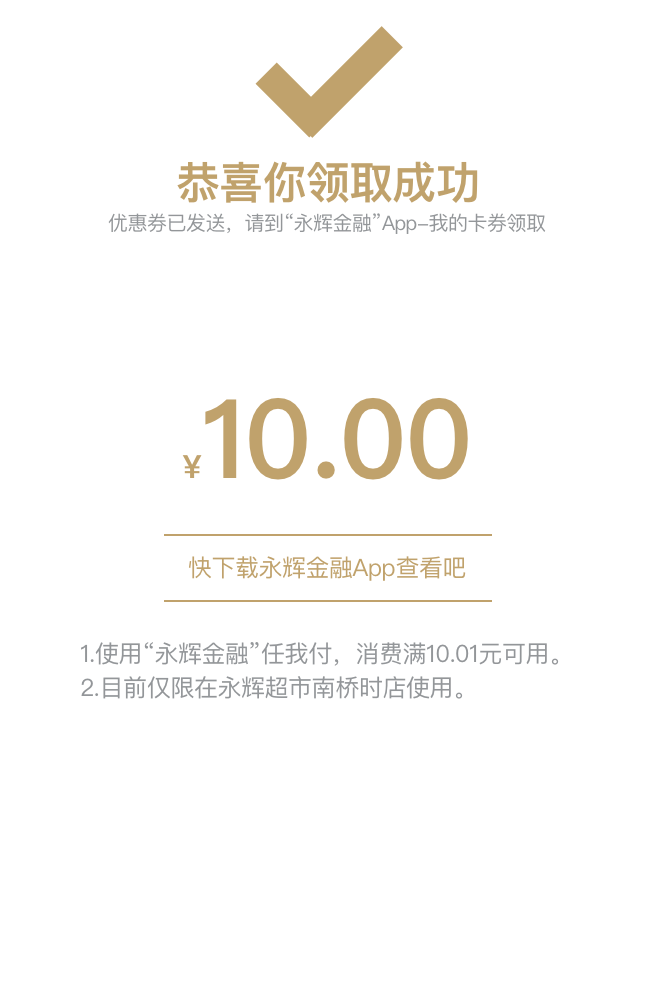 恭喜你领取成功
优惠券已发送，请到“永辉金融”App-我的卡券领取
¥10.00
快下载永辉金融App查看吧
1.使用“永辉金融”任我付，消费满10.01元可用。
2.目前仅限在永辉超市南桥时店使用。